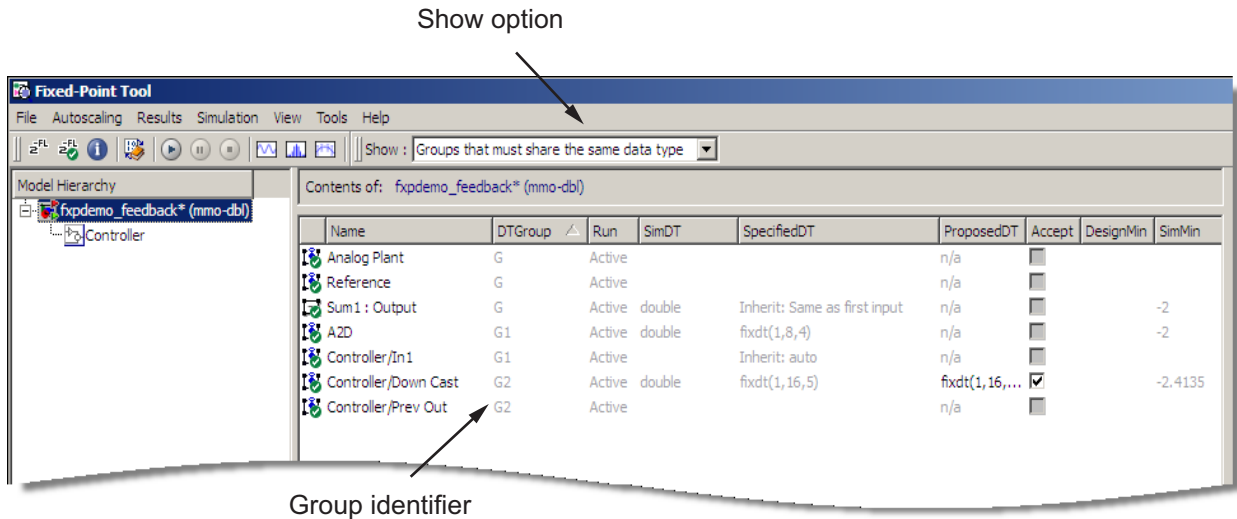 Show option
Fixed-Point Tool
File Autoscaling Results Simulation View Tools Help
Show : Groups that must share the same data type
Model Hierarchy
Contents of: fxpdemo_feedback* (mmo-dbl)
fxpdemo_feedback* (mmo-dbl)
Controller
Name DTGroup Run SimDT SpecifiedDT ProposedDT Accept DesignMin SimMin
Analog Plant G Active n/a
Reference G Active n/a
Sum1 : Output G Active double Inherit: Same as first input n/a -2
A2D G1 Active double fixdt(1,8,4) n/a -2
Controller/In1 G1 Active Inherit: auto n/a
Controller/Down Cast G2 Active double fixdt(1,16,5) fixdt(1,16,... -2.4135
Controller/Prev Out G2 Active n/a
Group identifier